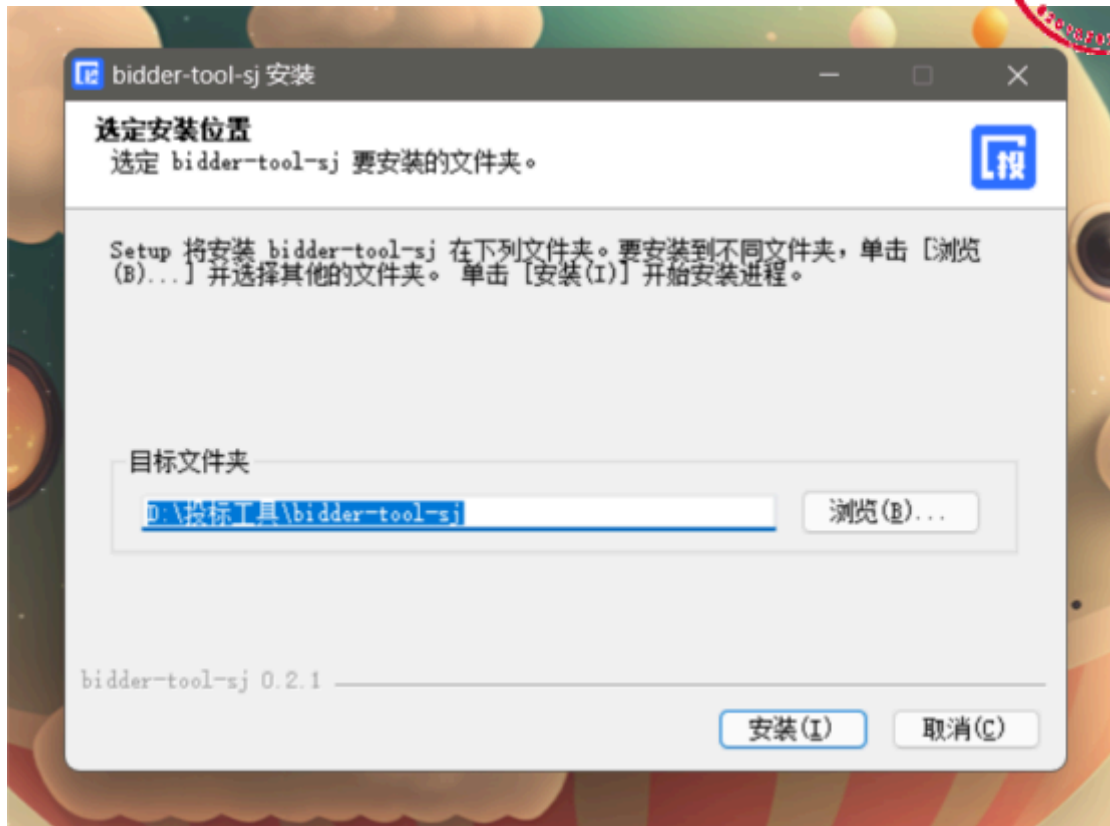 投 bidder-tool-sj 安装
选定安装位置
选定 bidder-tool-sj 要安装的文件夹。
投
Setup 将安装 bidder-tool-sj 在下列文件夹。要安装到不同文件夹，单击 [浏览
(B)...] 并选择其他的文件夹。 单击 [安装(I)] 开始安装进程。
目标文件夹
D:\投标工具\bidder-tool-sj
浏览(B)...
bidder-tool-sj 0.2.1
安装(I)
取消(C)